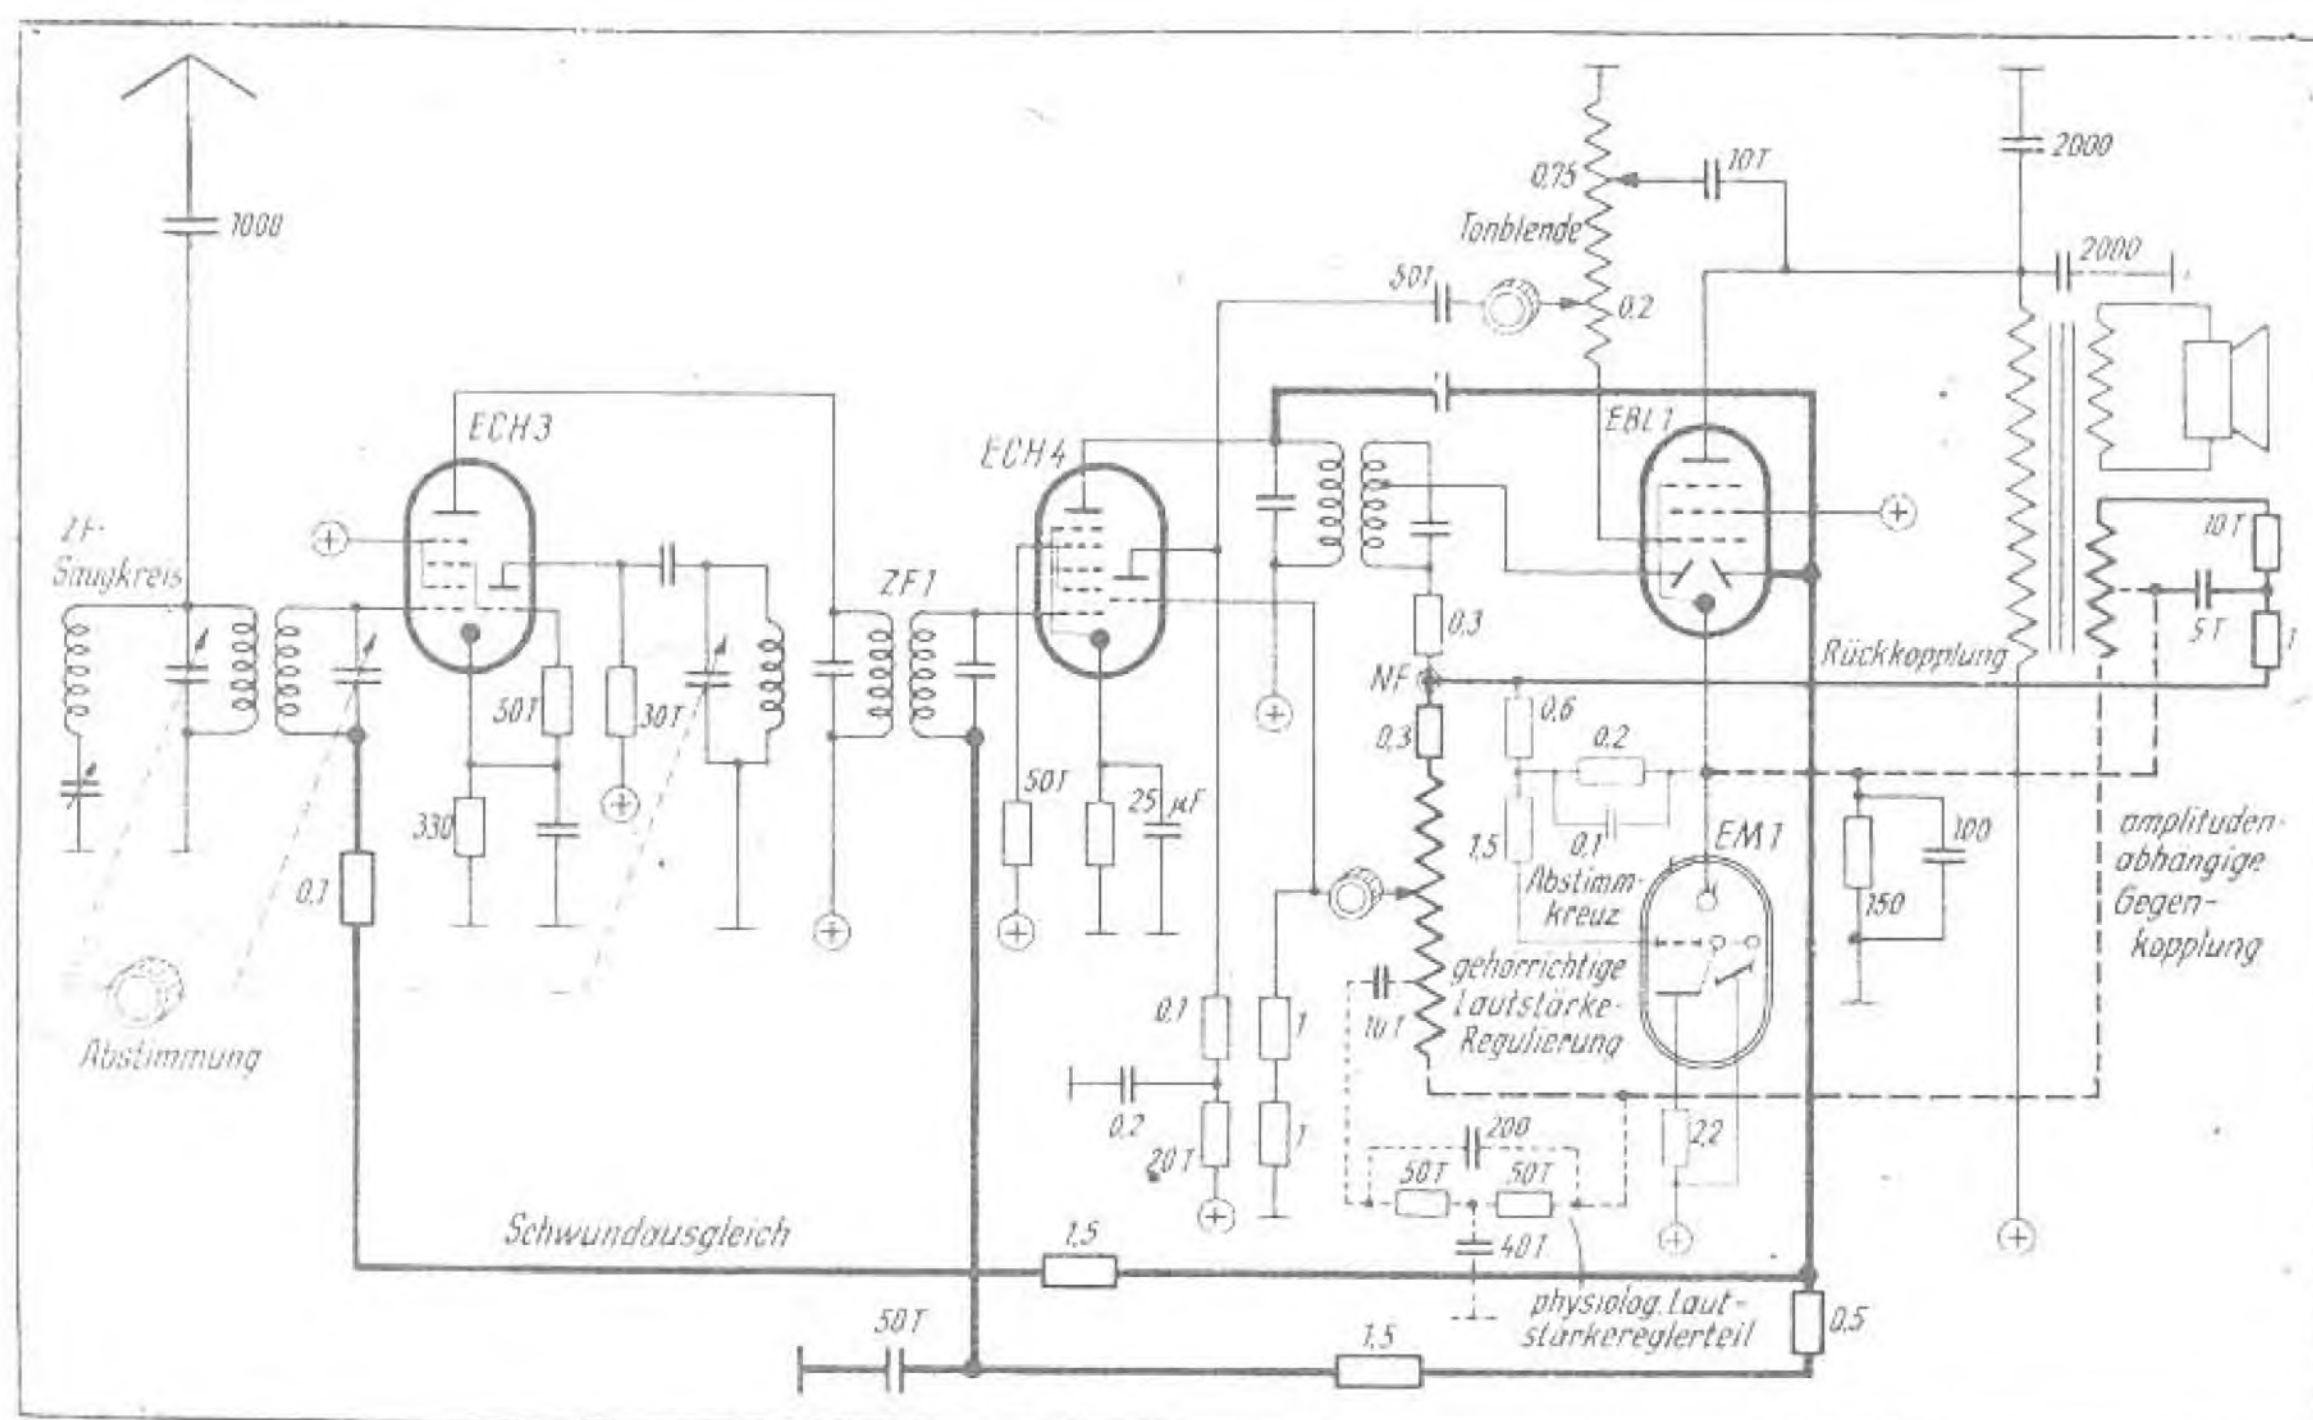 1000
0,75
10T
2000
Tonblende
50T
0,2
2000
ECH3
ECH4
EBL1
ZF-
Saugkreis
ZF1
10T
5T
1
0,3
Rückkopplung
NF
50T
30T
0,3
0,6
0,2
330
50T
25 µF
1,5
0,1
EM1
100
150
Abstimm-
kreuz
amplituden-
abhängige
Gegen-
kopplung
0,1
gehörrichtige
Lautstärke-
Regulierung
10T
Abstimmung
0,1
1
0,2
20T
1
200
50T
50T
2,2
40T
Schwundausgleich
1,5
physiolog. Laut-
stärkereglerteil
50T
1,5
0,5